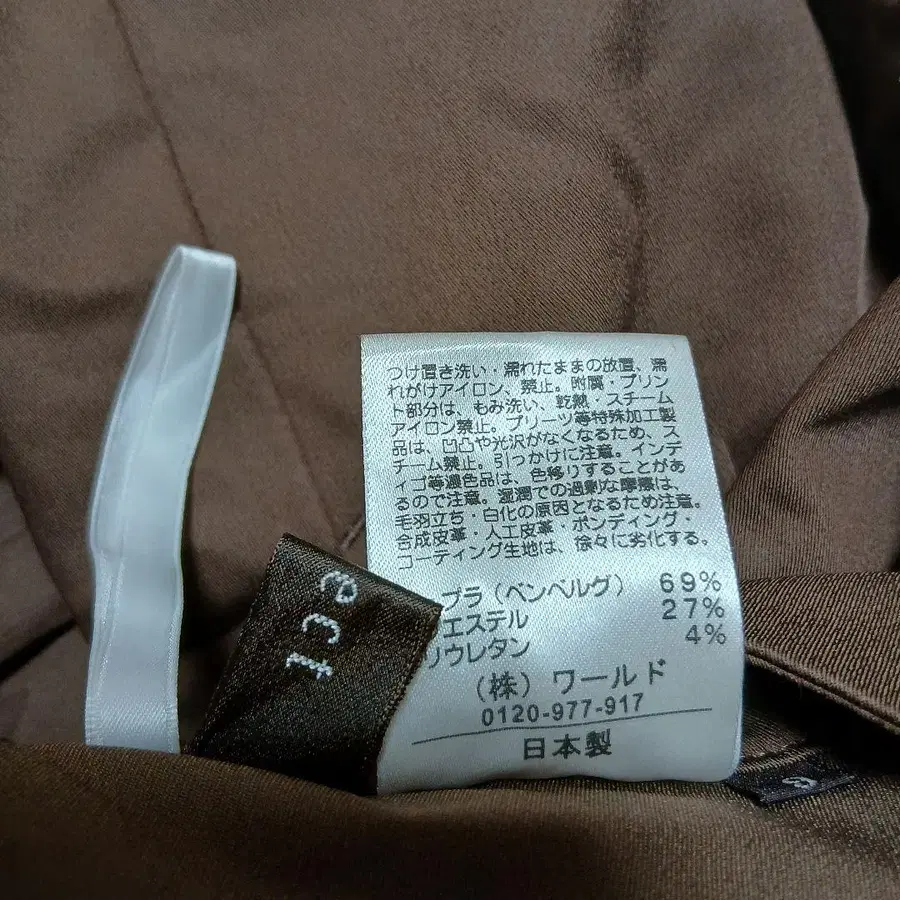 つけ置き洗い・濡れたままの放置、濡
れがけアイロン、禁止。附属・プリン
ト部分は、もみ洗い、乾熱・スチーム
アイロン禁止。プリーツ等特殊加工製
品は、凹凸や光沢がなくなるため、ス
チーム禁止。引つかけに注意。インデ
ィゴ等濃色品は、色移りすることがあ
るので注意。湿潤での過剰な摩擦は、
毛羽立ち・白化の原因となるため注意。
合成皮革・人工皮革・ボンディング・
コーティング生地は、徐々に劣化する。
プラ（ベンベルグ） 69%
エステル 27%
リウレタン 4%
（株）ワールド
0120-977-917
日本製
ect